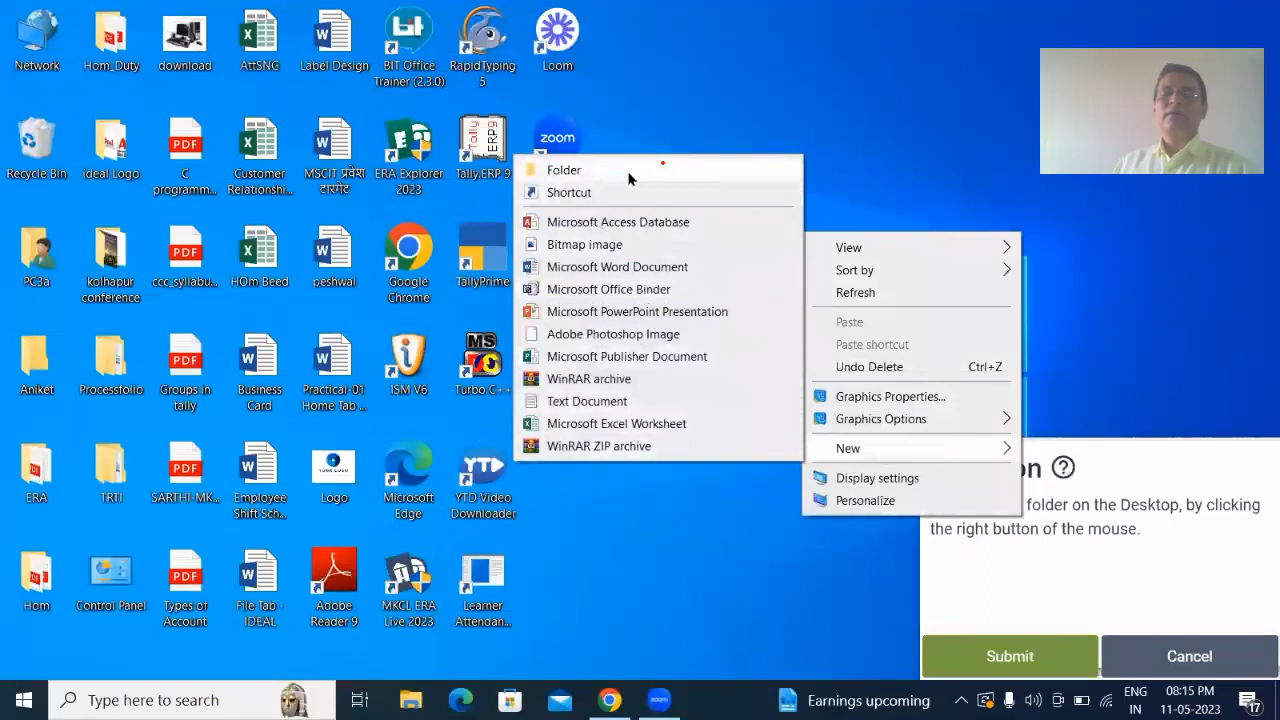 Network
Hom_Duty
download
AttSNG
Label Design
BIT Office
Trainer (2.3.0)
RapidTyping
5
Loom
Recycle Bin
ideal Logo
C
programm...
Customer
Relationshi...
MSCIT प्रवेश
टारगेट
ERA Explorer
2023
Tally.ERP 9
zoom
PC3a
kolhapur
conference
ccc_syllabu...
HOm Beed
peshwai
Google
Chrome
TallyPrime
Aniket
Processfolio
Groups in
tally
Business
Card
Practical-01
Home Tab ...
ISM V6
Turbo C++
ERA
TRTI
SARTHI-MK...
Employee
Shift Sch...
Logo
Microsoft
Edge
YTD Video
Downloader
Hom
Control Panel
Types of
Account
File Tab -
IDEAL
Adobe
Reader 9
MKCL ERA
Live 2023
Learner
Attendan...
Folder
Shortcut
Microsoft Access Database
Bitmap image
Microsoft Word Document
Microsoft Office Binder
Microsoft PowerPoint Presentation
Adobe Photoshop Image
Microsoft Publisher Document
WinRAR archive
Text Document
Microsoft Excel Worksheet
WinRAR ZIP archive
View
Sort by
Refresh
Paste
Paste shortcut
Undo Delete Ctrl+Z
Graphics Properties...
Graphics Options
New
Display settings
Personalize
on
folder on the Desktop, by clicking
the right button of the mouse.
Submit Cancel
Type here to search
Earnings upcoming
ENG
IN
08:15 PM
11-05-2023
17